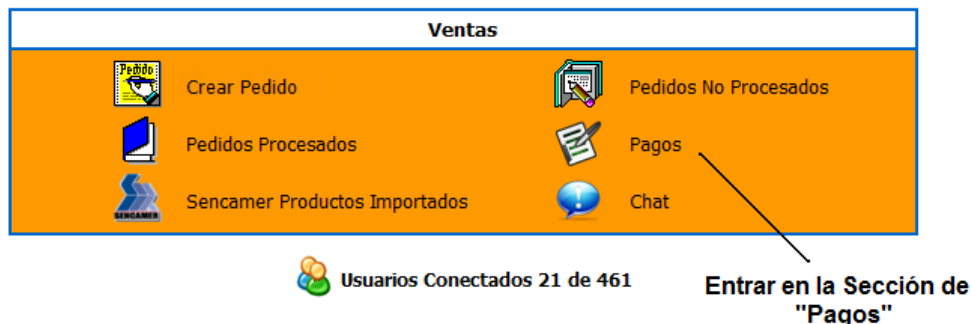 Ventas
Pedido
Crear Pedido
Pedidos No Procesados
Pedidos Procesados
Pagos
SENCAMER
Sencamer Productos Importados
Chat
Usuarios Conectados 21 de 461
Entrar en la Sección de
"Pagos"